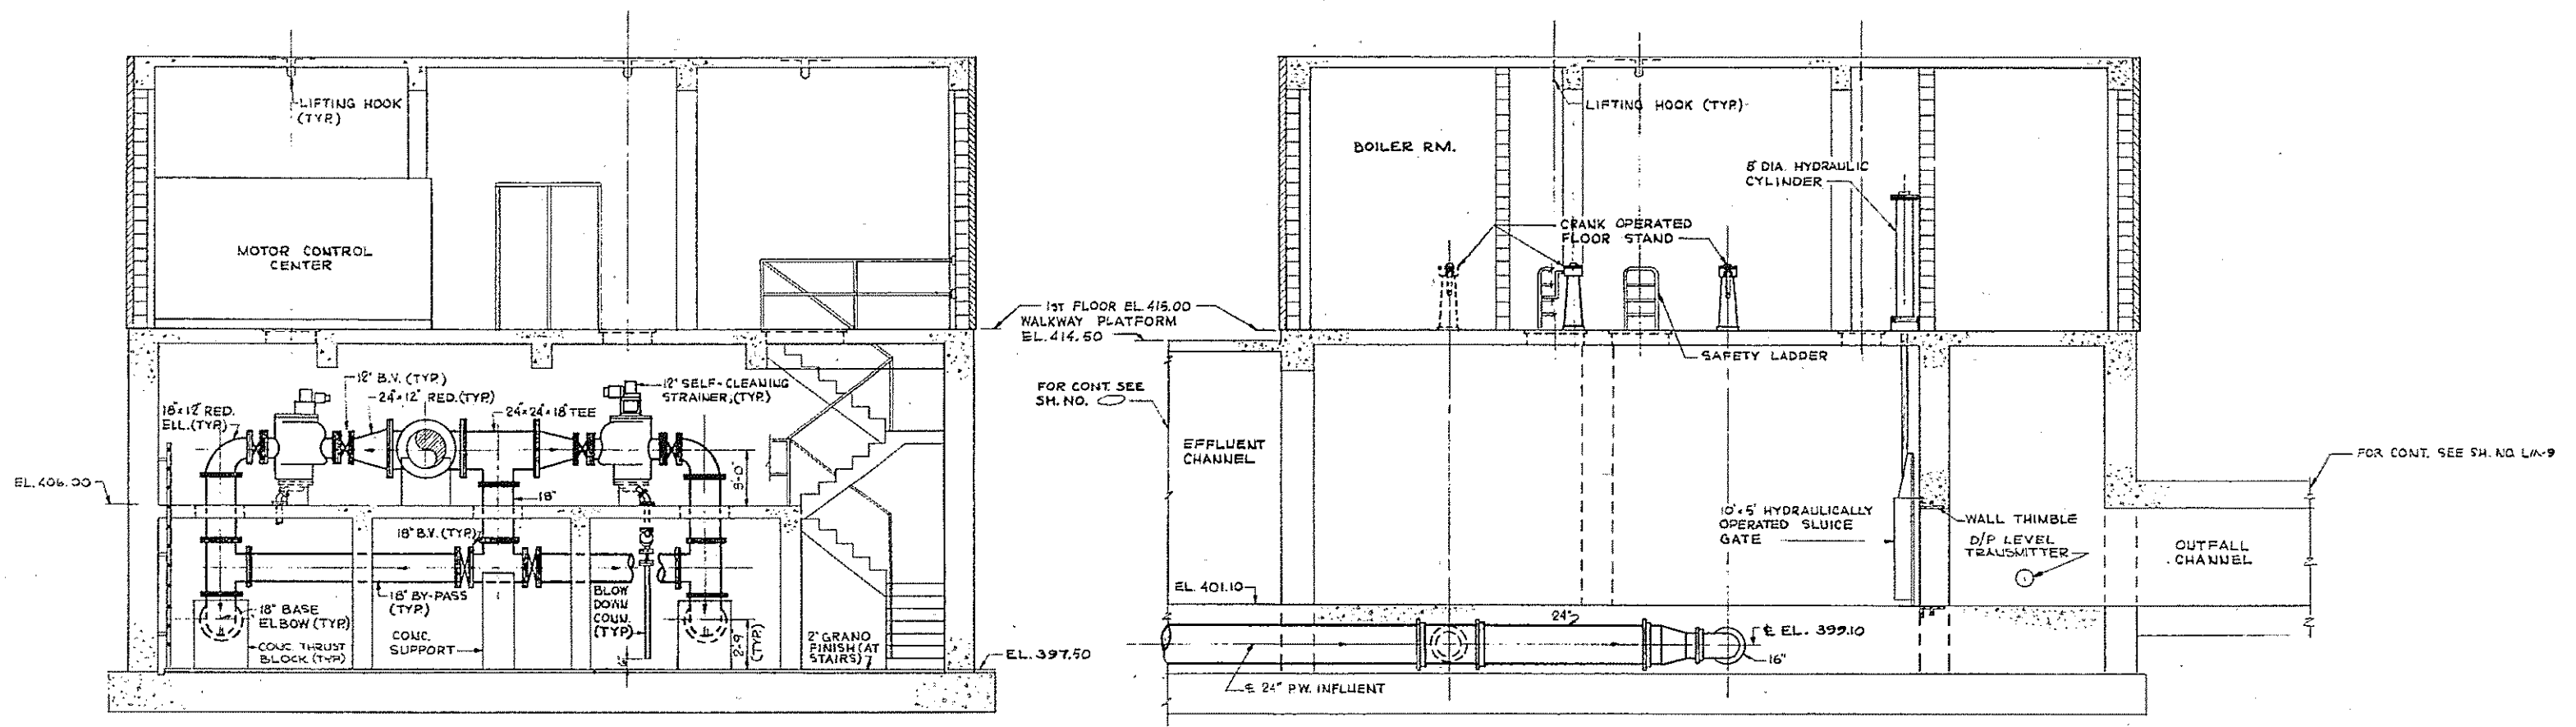 LIFTING HOOK
(TYP.)
MOTOR CONTROL
CENTER
12" B.V. (TYP.)
24"x12" RED. (TYP.)
18"x12" RED.
ELL. (TYP.)
24"x24"x18" TEE
12" SELF-CLEANING
STRAINER, (TYP.)
EL. 406.00
18"
18" B.V. (TYP.)
18" BY-PASS
(TYP.)
18" BASE
ELBOW (TYP.)
CONC. THRUST
BLOCK (TYP.)
CONC.
SUPPORT
BLOW
DOWN
CONN.
(TYP.)
2'-9"
(TYP.)
2" GRANO
FINISH (AT
STAIRS)
EL. 397.50
1ST FLOOR EL. 415.00
WALKWAY PLATFORM
EL. 414.50
FOR CONT. SEE
SH. NO.
LIFTING HOOK (TYP.)
BOILER RM.
8" DIA. HYDRAULIC
CYLINDER
CRANK OPERATED
FLOOR STAND
SAFETY LADDER
EFFLUENT
CHANNEL
EL. 401.10
10'x5' HYDRAULICALLY
OPERATED SLUICE
GATE
WALL THIMBLE
D/P LEVEL
TRANSMITTER
OUTFALL
CHANNEL
FOR CONT. SEE SH. NO.
24"
℄ EL. 399.10
16"
℄ 24" P.W. INFLUENT